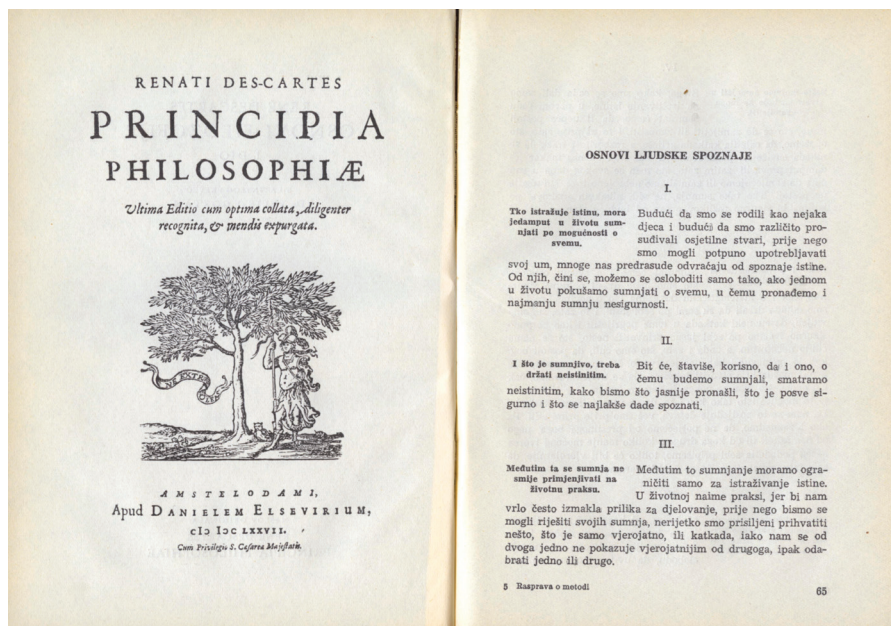 RENATI DES-CARTES
PRINCIPIA
PHILOSOPHIÆ
Ultima Editio cum optima collata, diligenter
recognita, & mendis expurgata.
NE EXTRA OLEAS
AMSTELODAMI,
Apud DANIELEM ELSEVIRIUM,
cIↄ Iↄc LXXVII.
Cum Privilegio S. Cæsareæ Majestatis.
OSNOVI LJUDSKE SPOZNAJE
I.
Tko istražuje istinu, mora
jedamput u životu sum-
njati po mogućnosti o
svemu.
Budući da smo se rodili kao nejaka
djeca i budući da smo različito pro-
suđivali osjetilne stvari, prije nego
smo mogli potpuno upotrebljavati
svoj um, mnoge nas predrasude odvraćaju od spoznaje istine.
Od njih, čini se, možemo se osloboditi samo tako, ako jednom
u životu pokušamo sumnjati o svemu, u čemu pronađemo i
najmanju sumnju nesigurnosti.
II.
I što je sumnjivo, treba
držati neistinitim.
Bit će, štaviše, korisno, da i ono, o
čemu budemo sumnjali, smatramo
neistinitim, kako bismo što jasnije pronašli, što je posve si-
gurno i što se najlakše dade spoznati.
III.
Međutim ta se sumnja ne
smije primjenjivati na
životnu praksu.
Međutim to sumnjanje moramo ogra-
ničiti samo za istraživanje istine.
U životnoj naime praksi, jer bi nam
vrlo često izmakla prilika za djelovanje, prije nego bismo se
mogli riješiti svojih sumnja, nerijetko smo prisiljeni prihvatiti
nešto, što je samo vjerojatno, ili katkada, iako nam se od
dvoga jedno ne pokazuje vjerojatnijim od drugoga, ipak oda-
brati jedno ili drugo.
5 Rasprava o metodi
65